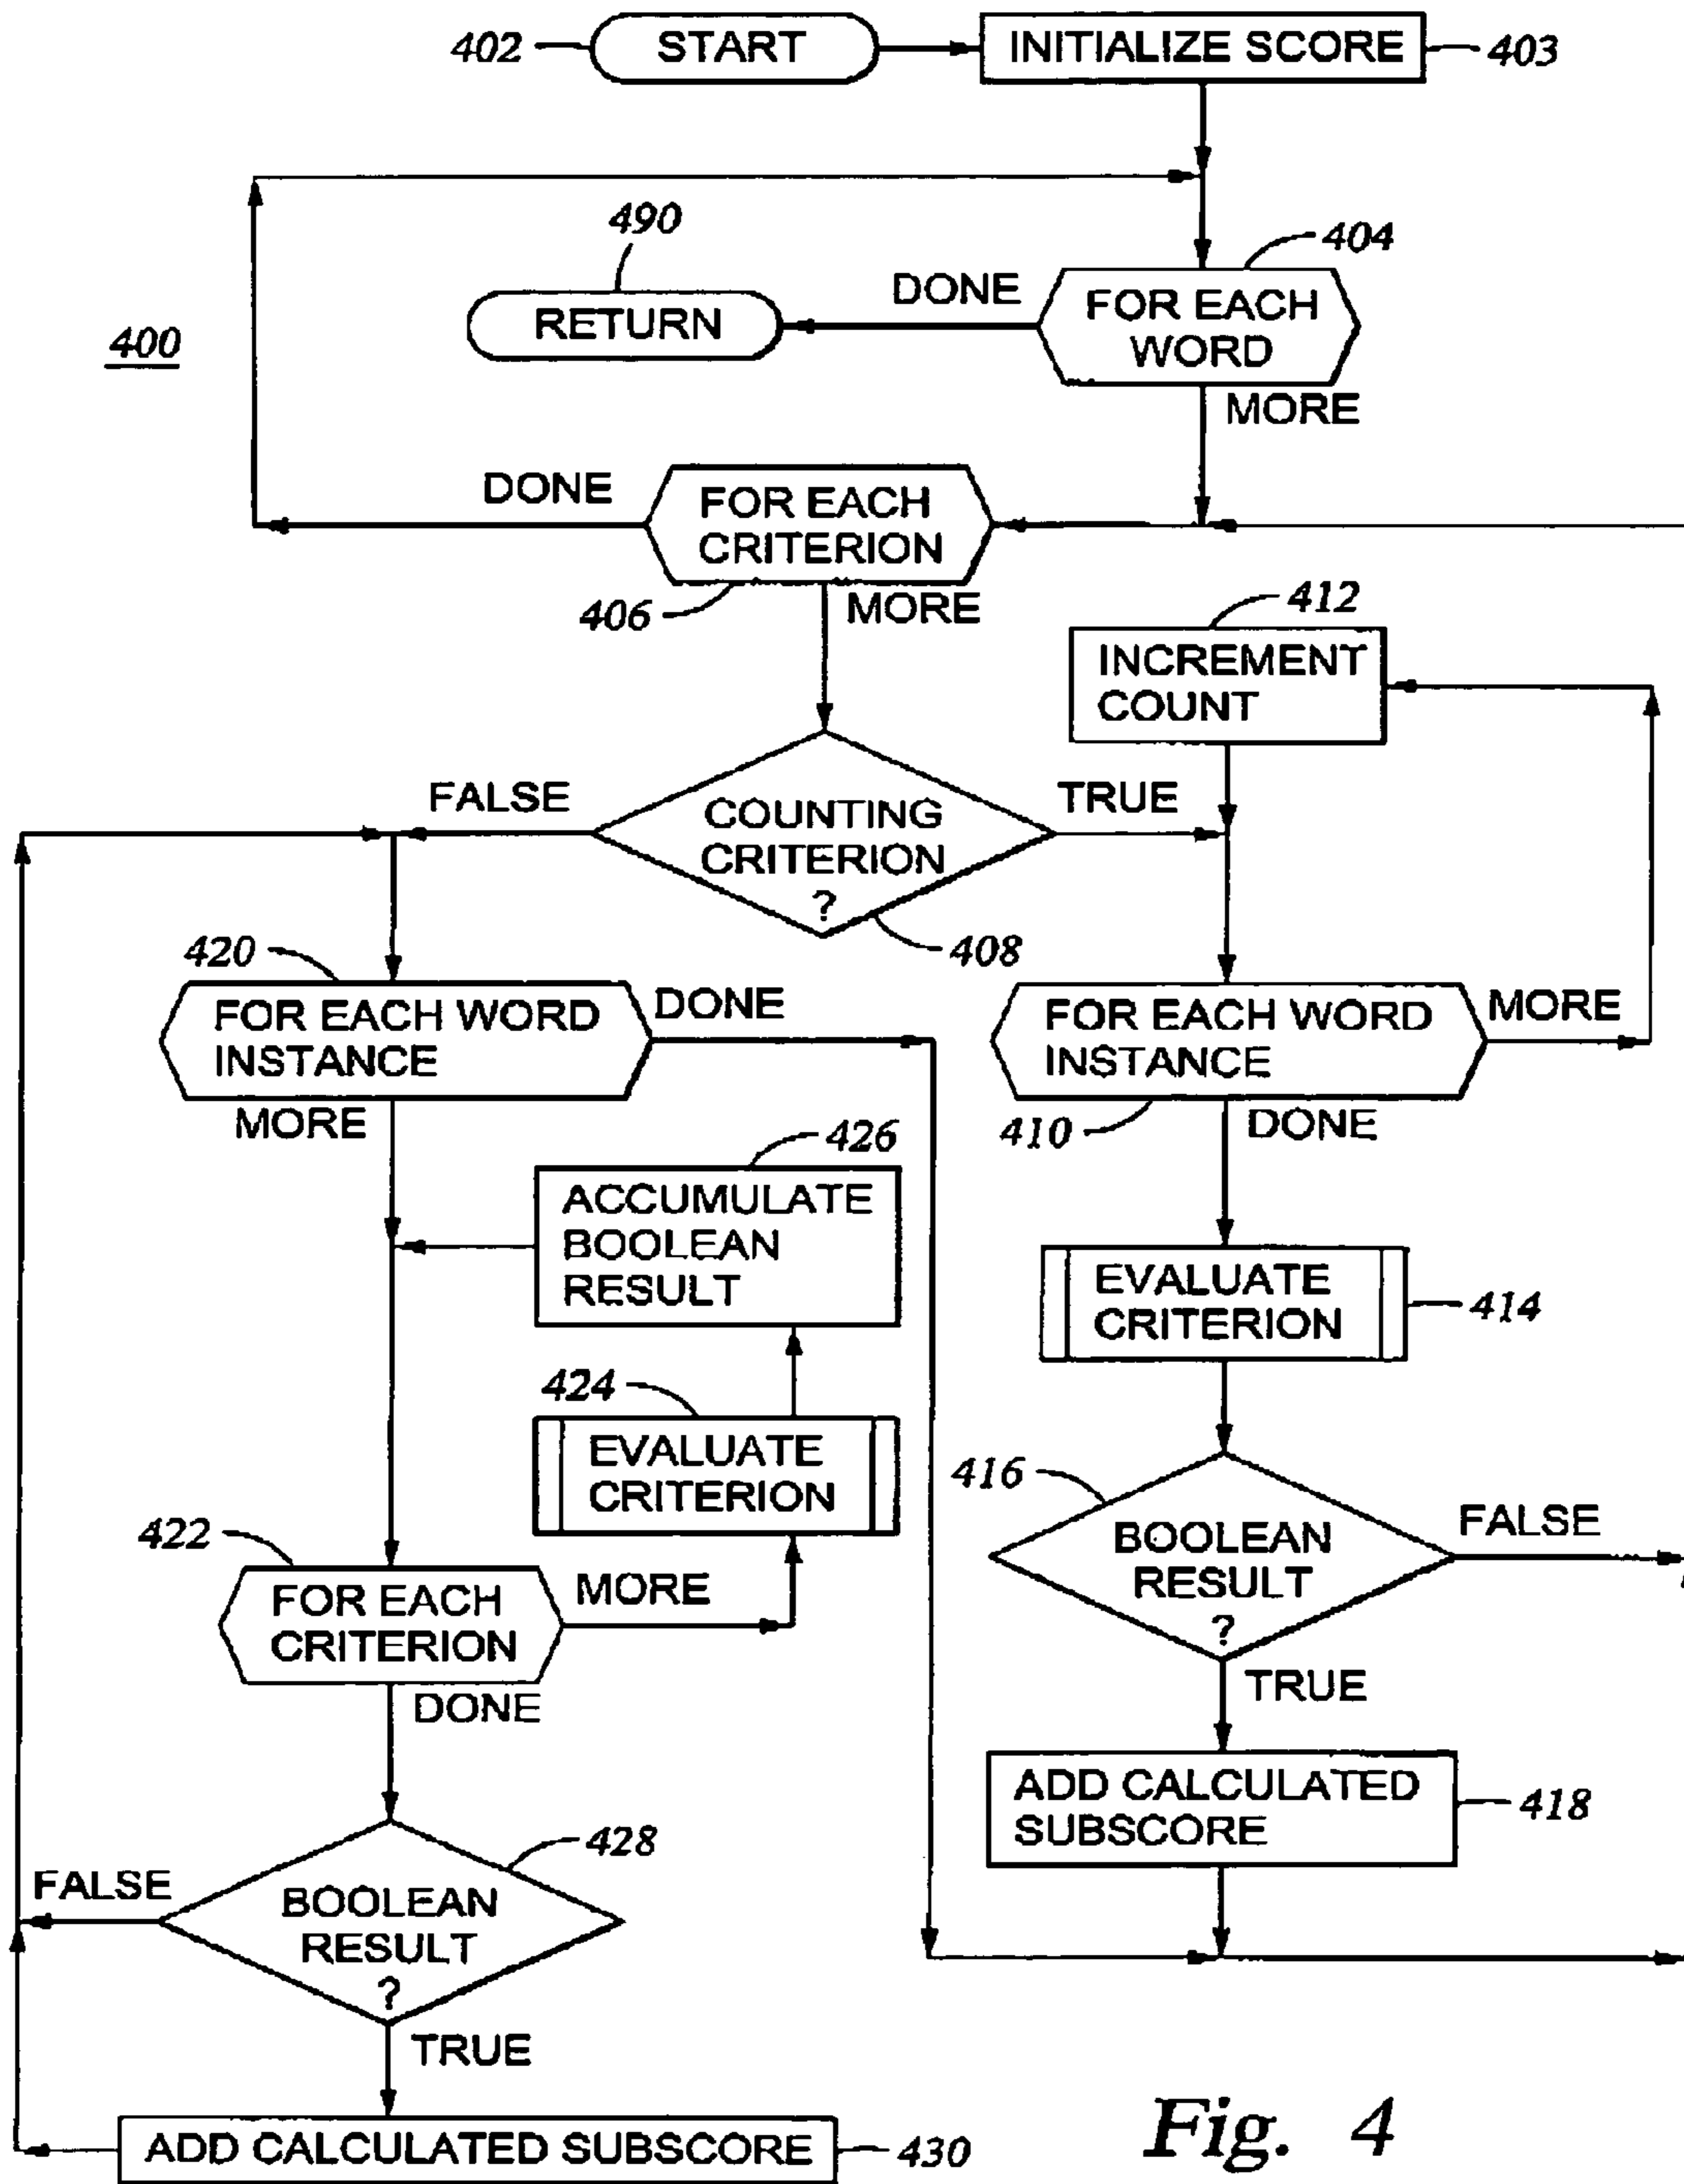 402
START
INITIALIZE SCORE
403
490
404
DONE
FOR EACH
WORD
RETURN
400
MORE
DONE
FOR EACH
CRITERION
406
MORE
412
INCREMENT
COUNT
FALSE
TRUE
COUNTING
CRITERION
?
408
420
FOR EACH WORD
INSTANCE
DONE
FOR EACH WORD
INSTANCE
MORE
MORE
410
DONE
426
ACCUMULATE
BOOLEAN
RESULT
EVALUATE
CRITERION
414
424
EVALUATE
CRITERION
416
BOOLEAN
RESULT
?
FALSE
422
FOR EACH
CRITERION
MORE
DONE
TRUE
ADD CALCULATED
SUBSCORE
418
428
FALSE
BOOLEAN
RESULT
?
TRUE
ADD CALCULATED SUBSCORE
430
Fig. 4